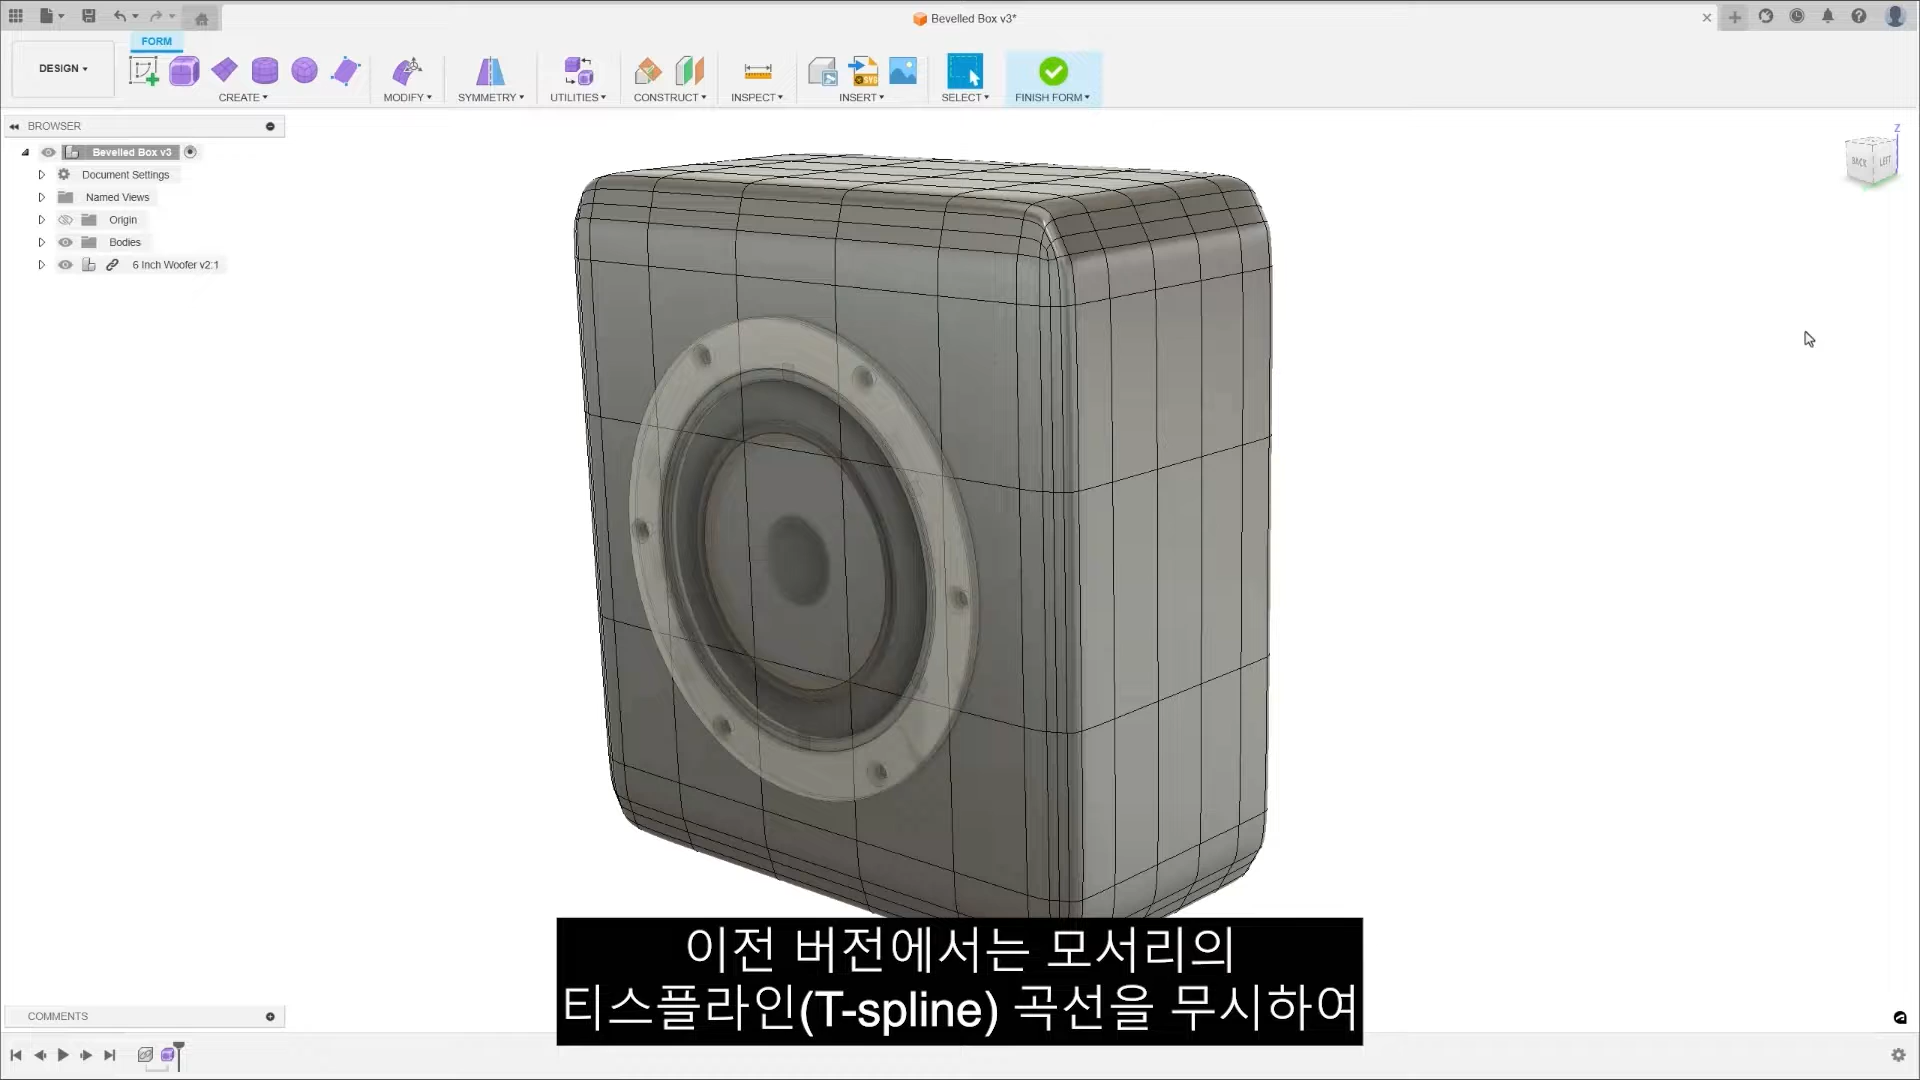 Bevelled Box v3*
FORM
DESIGN
CREATE
MODIFY
SYMMETRY
UTILITIES
CONSTRUCT
INSPECT
INSERT
SELECT
FINISH FORM
BROWSER
Bevelled Box v3
Document Settings
Named Views
Origin
Bodies
6 Inch Woofer v2:1
Z
BACK
LEFT
이전 버전에서는 모서리의
티스플라인(T-spline) 곡선을 무시하여
COMMENTS